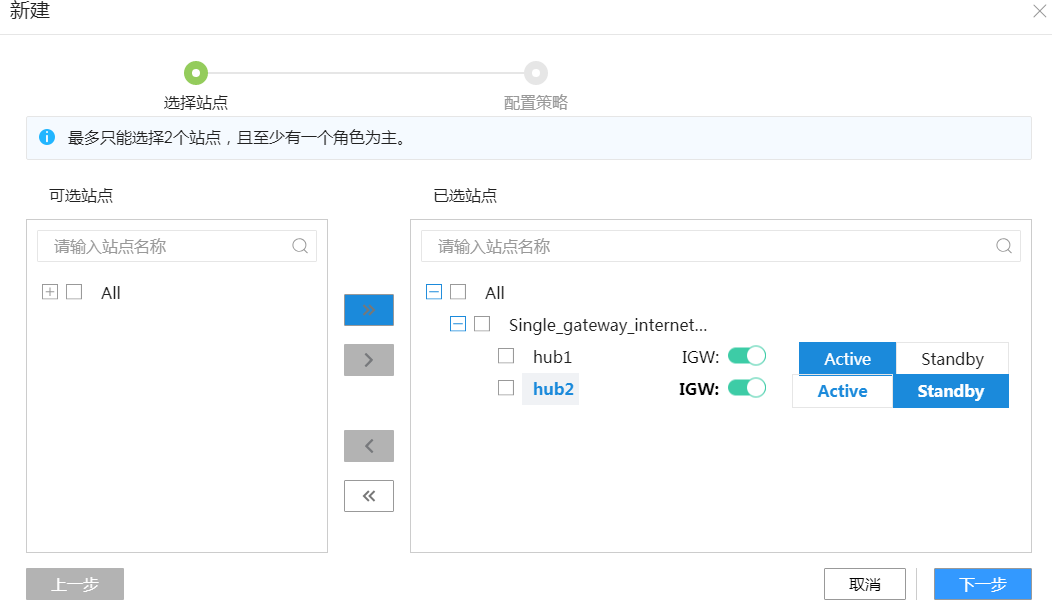 新建
选择站点
配置策略
最多只能选择2个站点，且至少有一个角色为主。
可选站点
已选站点
请输入站点名称
请输入站点名称
All
All
Single_gateway_internet...
hub1 IGW: Active Standby
hub2 IGW: Active Standby
上一步
取消
下一步